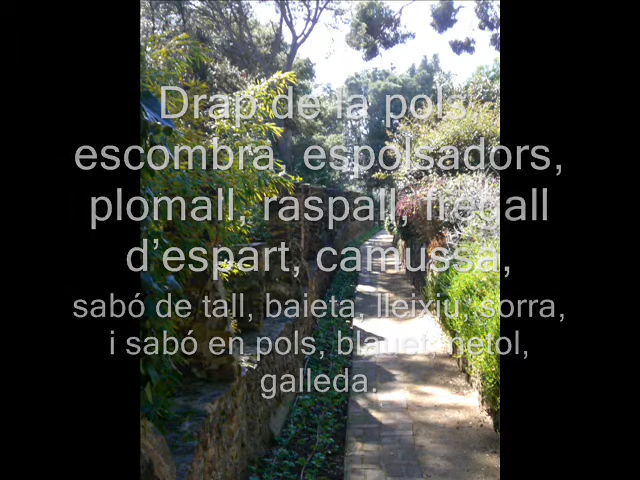 Drap de la pols,
escombra, espolsadors,
plomall, raspall, fregall
d'espart, camussa,
sabó de tall, baieta, lleixiu, sorra,
i sabó en pols, blauet, netol,
galleda.